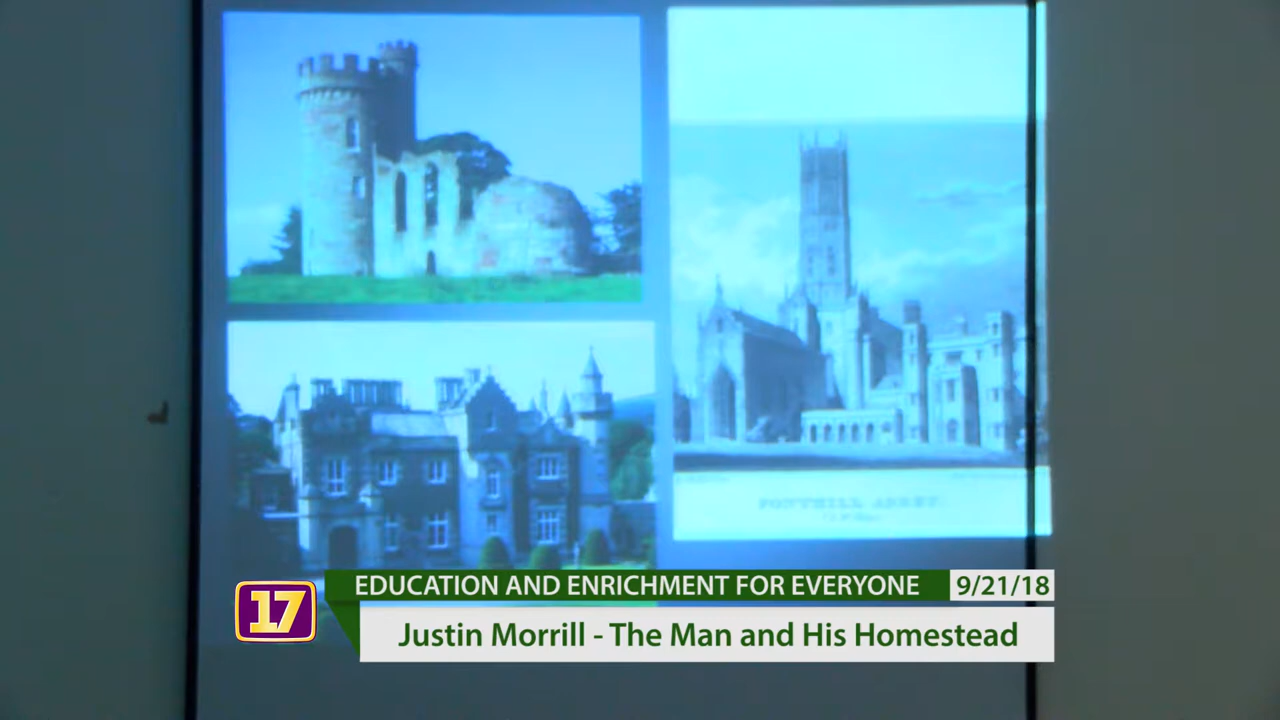 FONTHILL ABBEY.
17
EDUCATION AND ENRICHMENT FOR EVERYONE
9/21/18
Justin Morrill - The Man and His Homestead